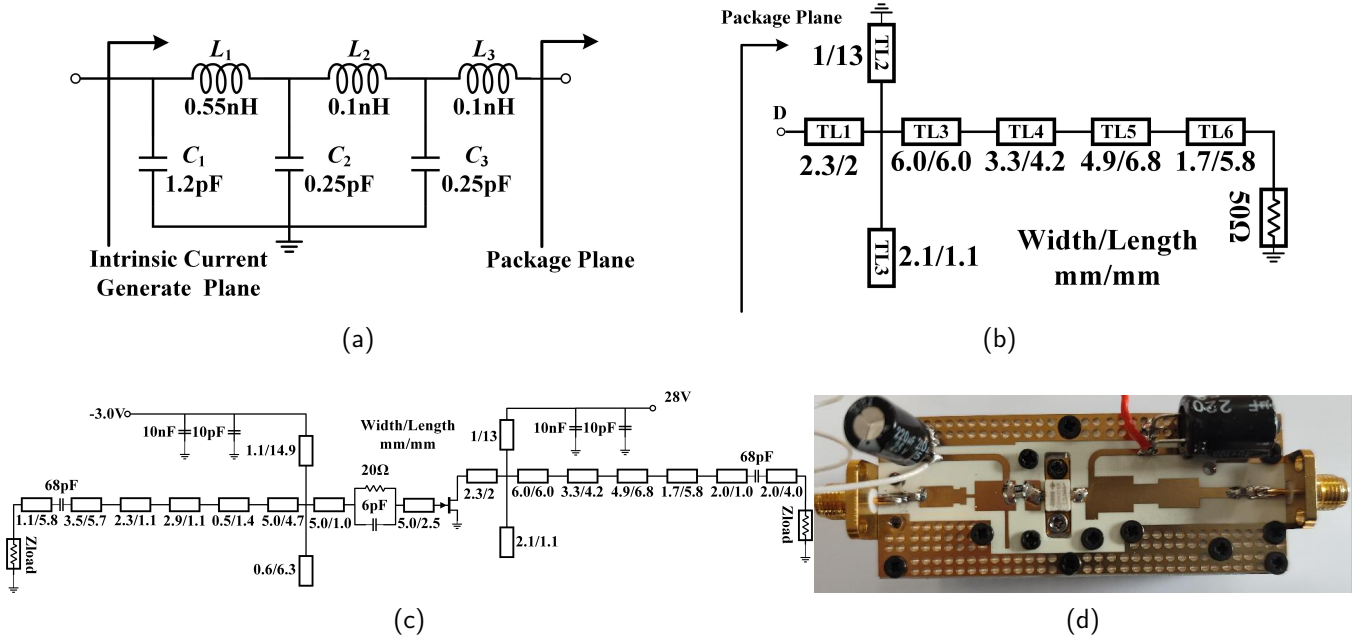 L1
L2
L3
0.55nH
0.1nH
0.1nH
C1
1.2pF
C2
0.25pF
C3
0.25pF
Intrinsic Current
Generate Plane
Package Plane
(a)
Package Plane
1/13
TL2
D
TL1
TL3
TL4
TL5
TL6
2.3/2
6.0/6.0
3.3/4.2
4.9/6.8
1.7/5.8
50Ω
TL3
2.1/1.1
Width/Length
mm/mm
(b)
-3.0V
10nF
10pF
1.1/14.9
Width/Length
mm/mm
28V
1/13
10nF
10pF
20Ω
6pF
68pF
1.1/5.8
3.5/5.7
2.3/1.1
2.9/1.1
0.5/1.4
5.0/4.7
5.0/1.0
5.0/2.5
2.3/2
6.0/6.0
3.3/4.2
4.9/6.8
1.7/5.8
2.0/1.0
68pF
2.0/4.0
Zload
0.6/6.3
2.1/1.1
Zload
(c)
220
(d)